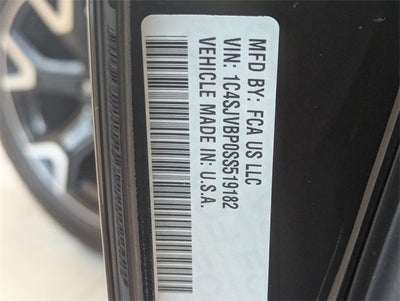 MFD BY: FCA US LLC
VIN: 1C4SJVBP0SS519182
VEHICLE MADE IN: U.S.A.